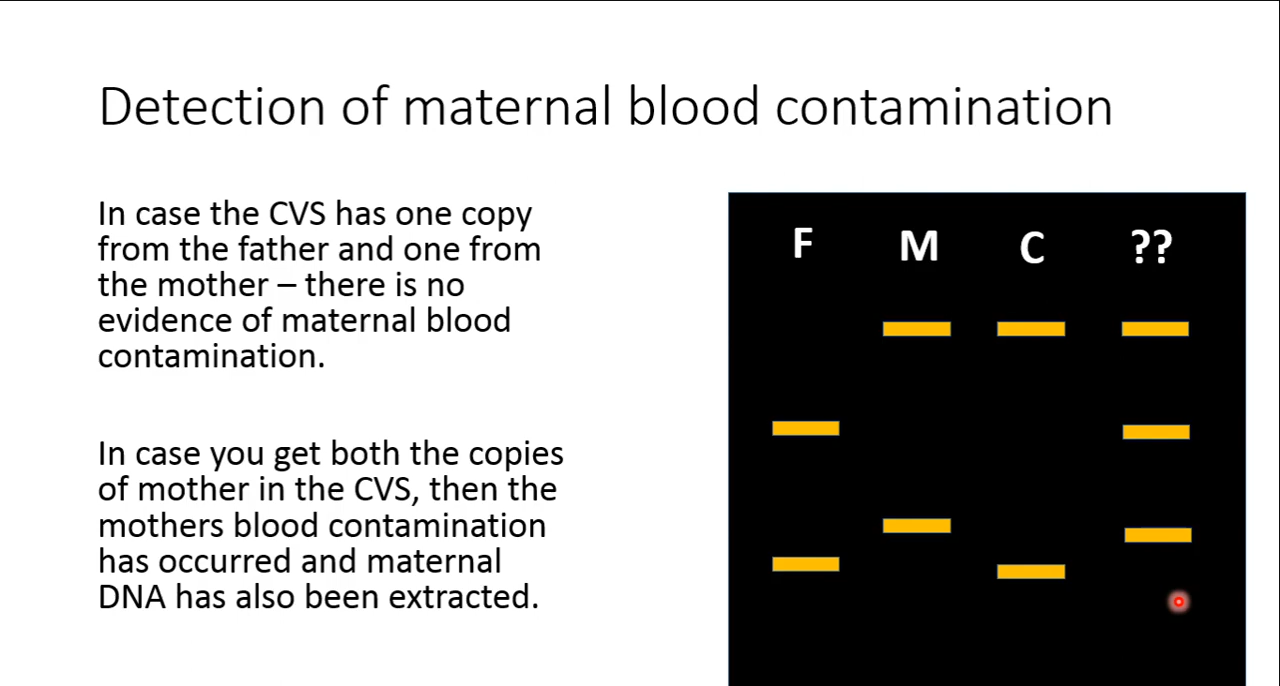 Detection of maternal blood contamination
In case the CVS has one copy
from the father and one from
the mother – there is no
evidence of maternal blood
contamination.
In case you get both the copies
of mother in the CVS, then the
mothers blood contamination
has occurred and maternal
DNA has also been extracted.
F M C ??